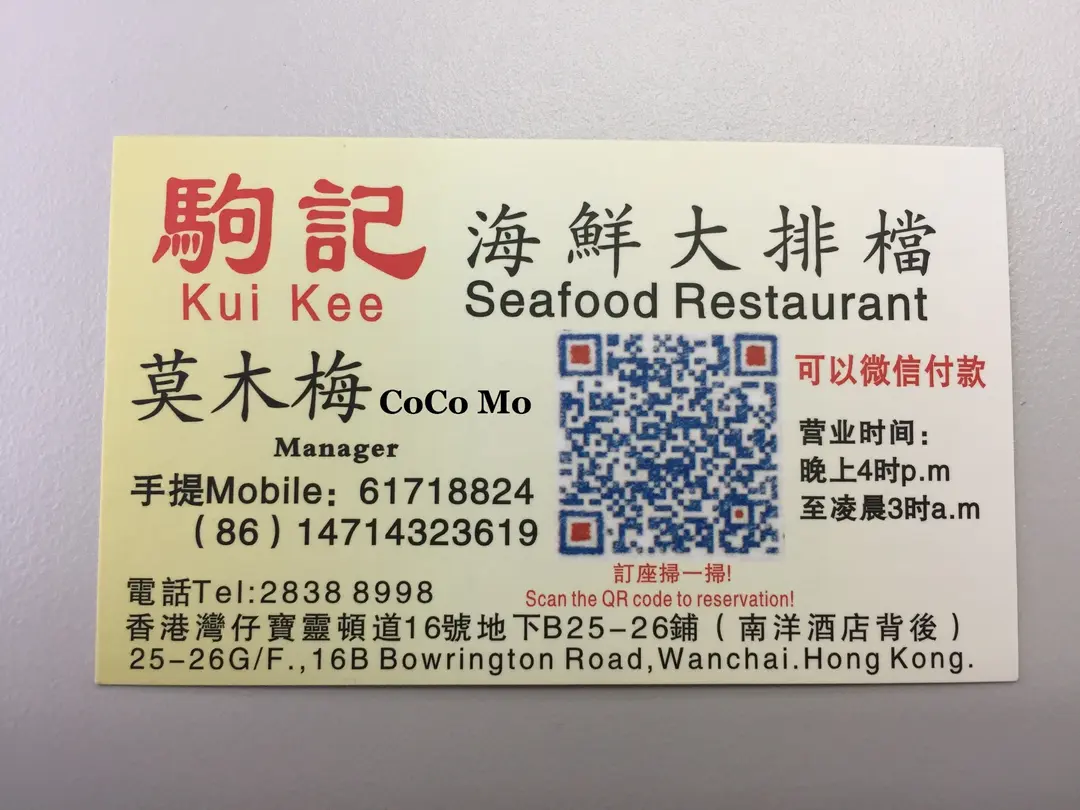 駒記
Kui Kee
海鮮大排檔
Seafood Restaurant
莫木梅 CoCo Mo
Manager
手提Mobile: 61718824
(86) 14714323619
可以微信付款
营业时间:
晚上4时p.m
至凌晨3时a.m
訂座掃一掃!
Scan the QR code to reservation!
電話Tel:2838 8998
香港灣仔寶靈頓道16號地下B25-26鋪(南洋酒店背後)
25-26G/F.,16B Bowrington Road,Wanchai.Hong Kong.